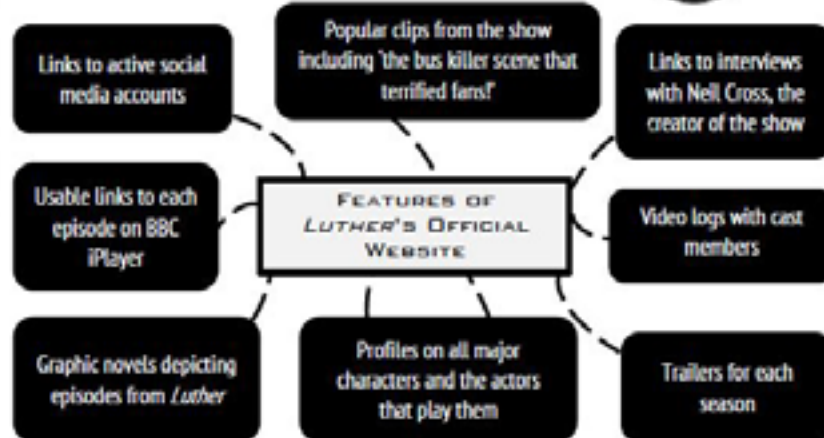 Links to active social
media accounts
Popular clips from the show
including 'the bus killer scene that
terrified fans!'
Links to interviews
with Neil Cross, the
creator of the show
Usable links to each
episode on BBC
iPlayer
FEATURES OF
LUTHER'S OFFICIAL
WEBSITE
Video logs with cast
members
Graphic novels depicting
episodes from Luther
Profiles on all major
characters and the actors
that play them
Trailers for each
season